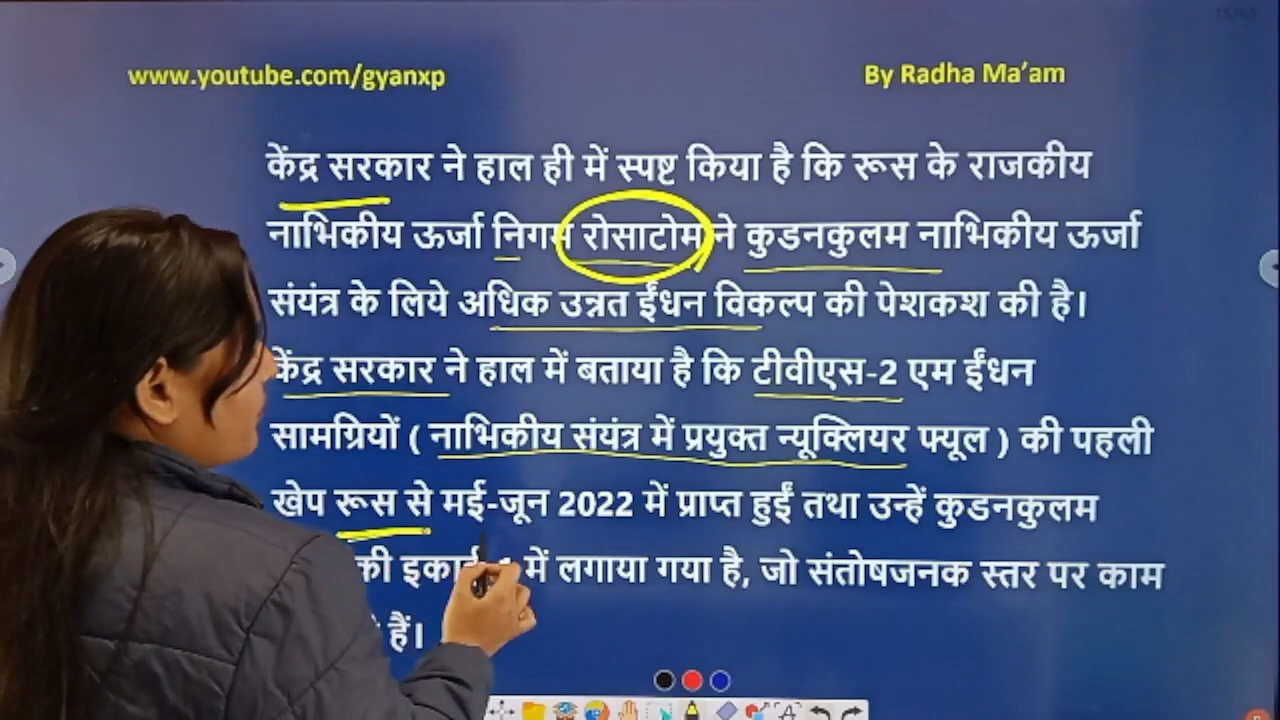 15/61
www.youtube.com/gyanxp
By Radha Ma'am
केंद्र सरकार ने हाल ही में स्पष्ट किया है कि रूस के राजकीय
नाभिकीय ऊर्जा निगम रोसाटोम ने कुडनकुलम नाभिकीय ऊर्जा
संयंत्र के लिये अधिक उन्नत ईंधन विकल्प की पेशकश की है।
केंद्र सरकार ने हाल में बताया है कि टीवीएस-2 एम ईंधन
सामग्रियों ( नाभिकीय संयंत्र में प्रयुक्त न्यूक्लियर फ्यूल ) की पहली
खेप रूस से मई-जून 2022 में प्राप्त हुईं तथा उन्हें कुडनकुलम
की में लगाया गया है, जो संतोषजनक स्तर पर काम
हैं।